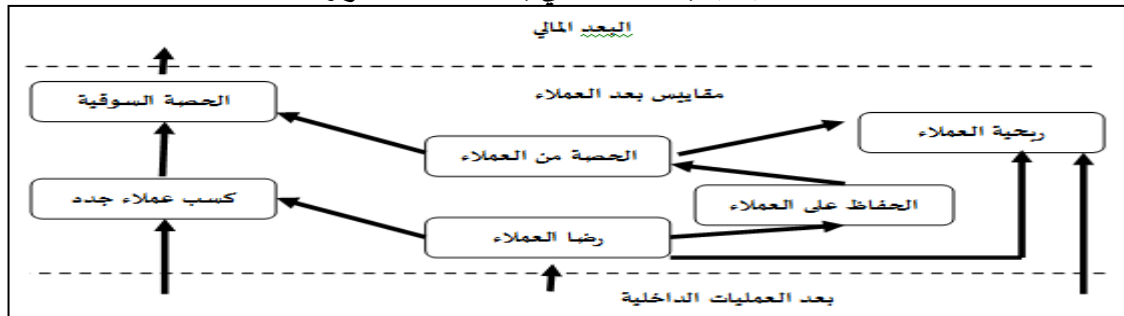 البعد المالي
الحصة السوقية
مقاييس بعد العملاء
ربحية العملاء
الحصة من العملاء
كسب عملاء جدد
الحفاظ على العملاء
رضا العملاء
بعد العمليات الداخلية